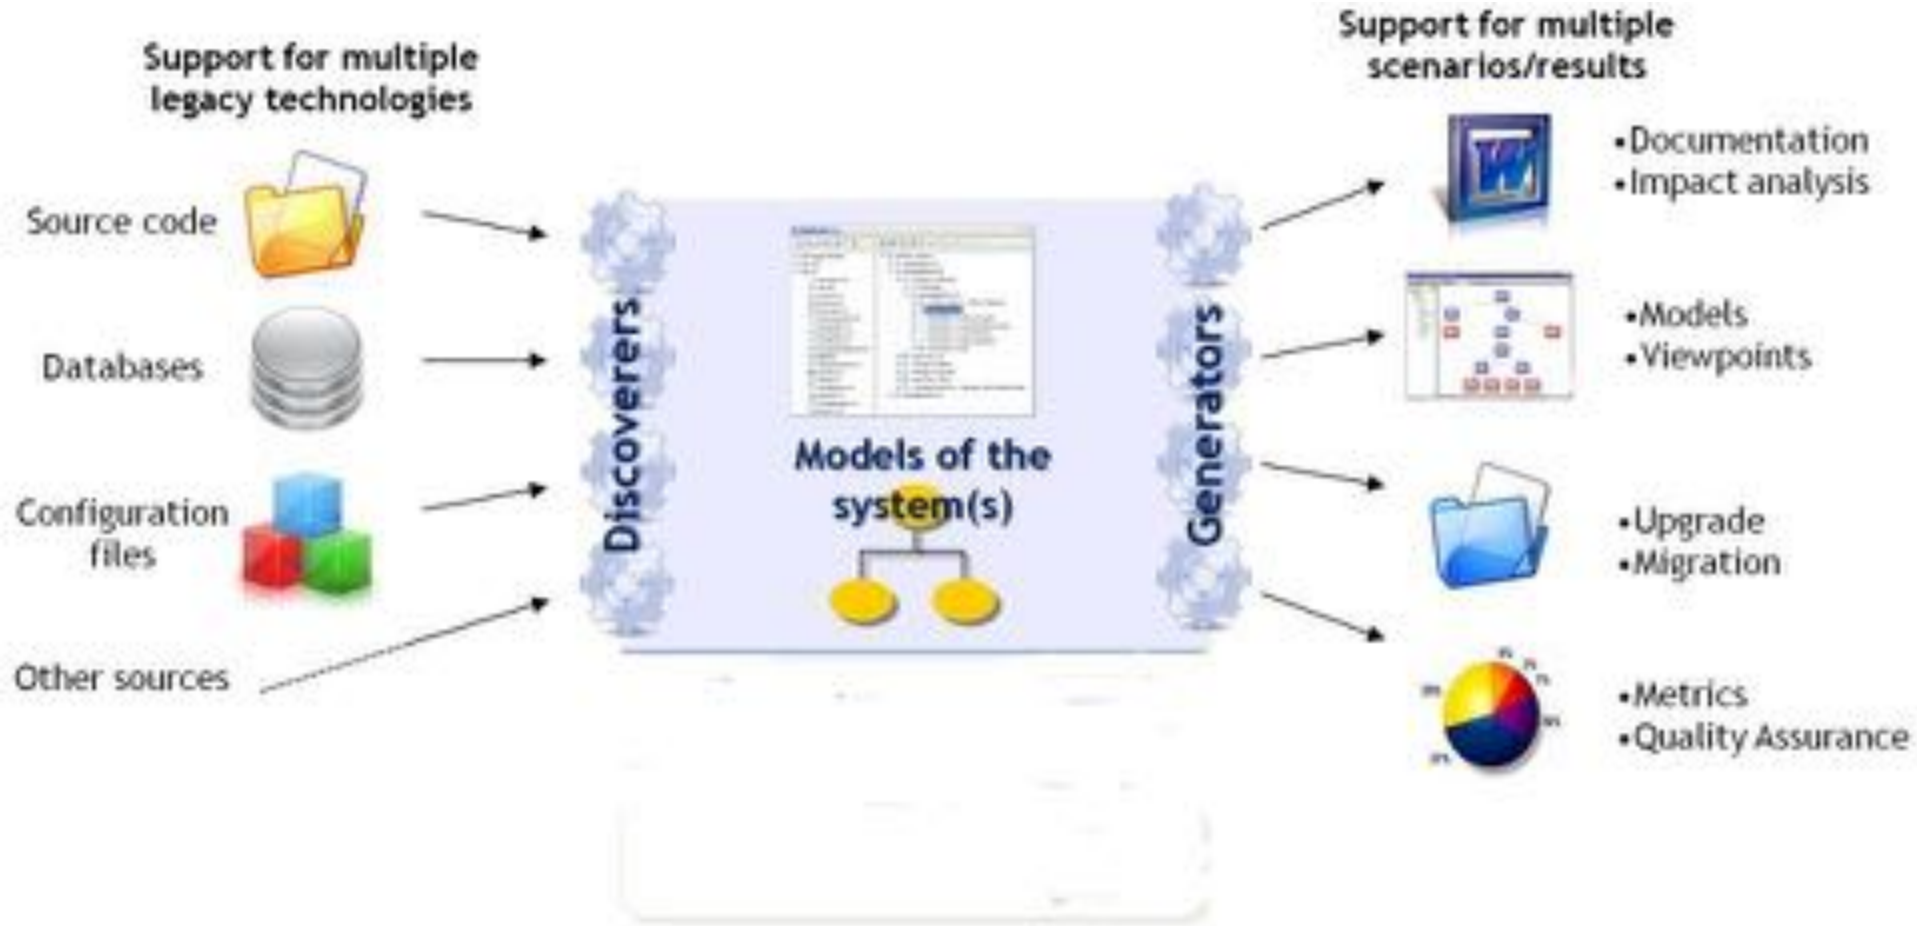 Support for multiple
legacy technologies
Source code
Databases
Configuration
files
Other sources
Discoverers
Models of the
system(s)
Generators
Support for multiple
scenarios/results
•Documentation
•Impact analysis
W
•Models
•Viewpoints
•Upgrade
•Migration
•Metrics
•Quality Assurance